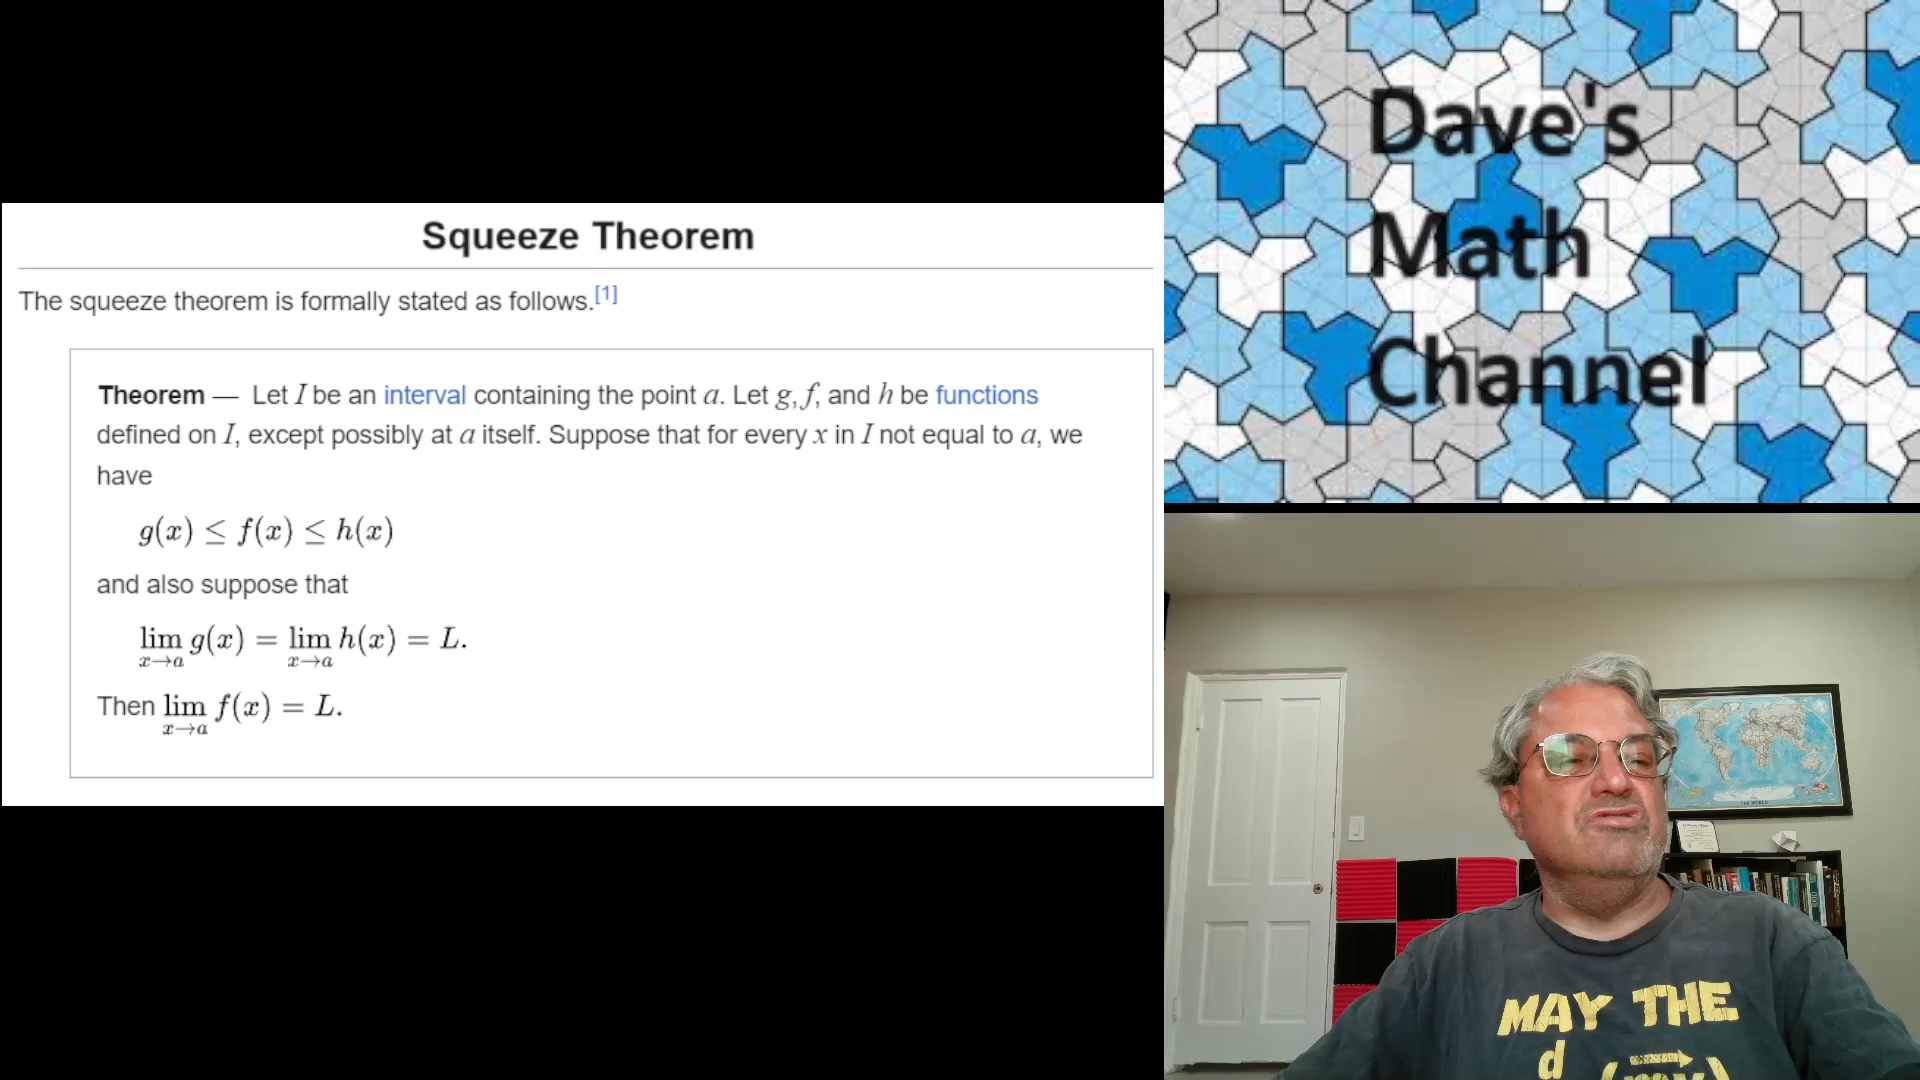 Squeeze Theorem
The squeeze theorem is formally stated as follows.[1]
Theorem — Let I be an interval containing the point a. Let g, f, and h be functions
defined on I, except possibly at a itself. Suppose that for every x in I not equal to a, we
have
g(x) ≤ f(x) ≤ h(x)
and also suppose that
lim x→a g(x) = lim x→a h(x) = L.
Then lim x→a f(x) = L.
Dave's
Math
Channel
THE WORLD
MAY THE
d